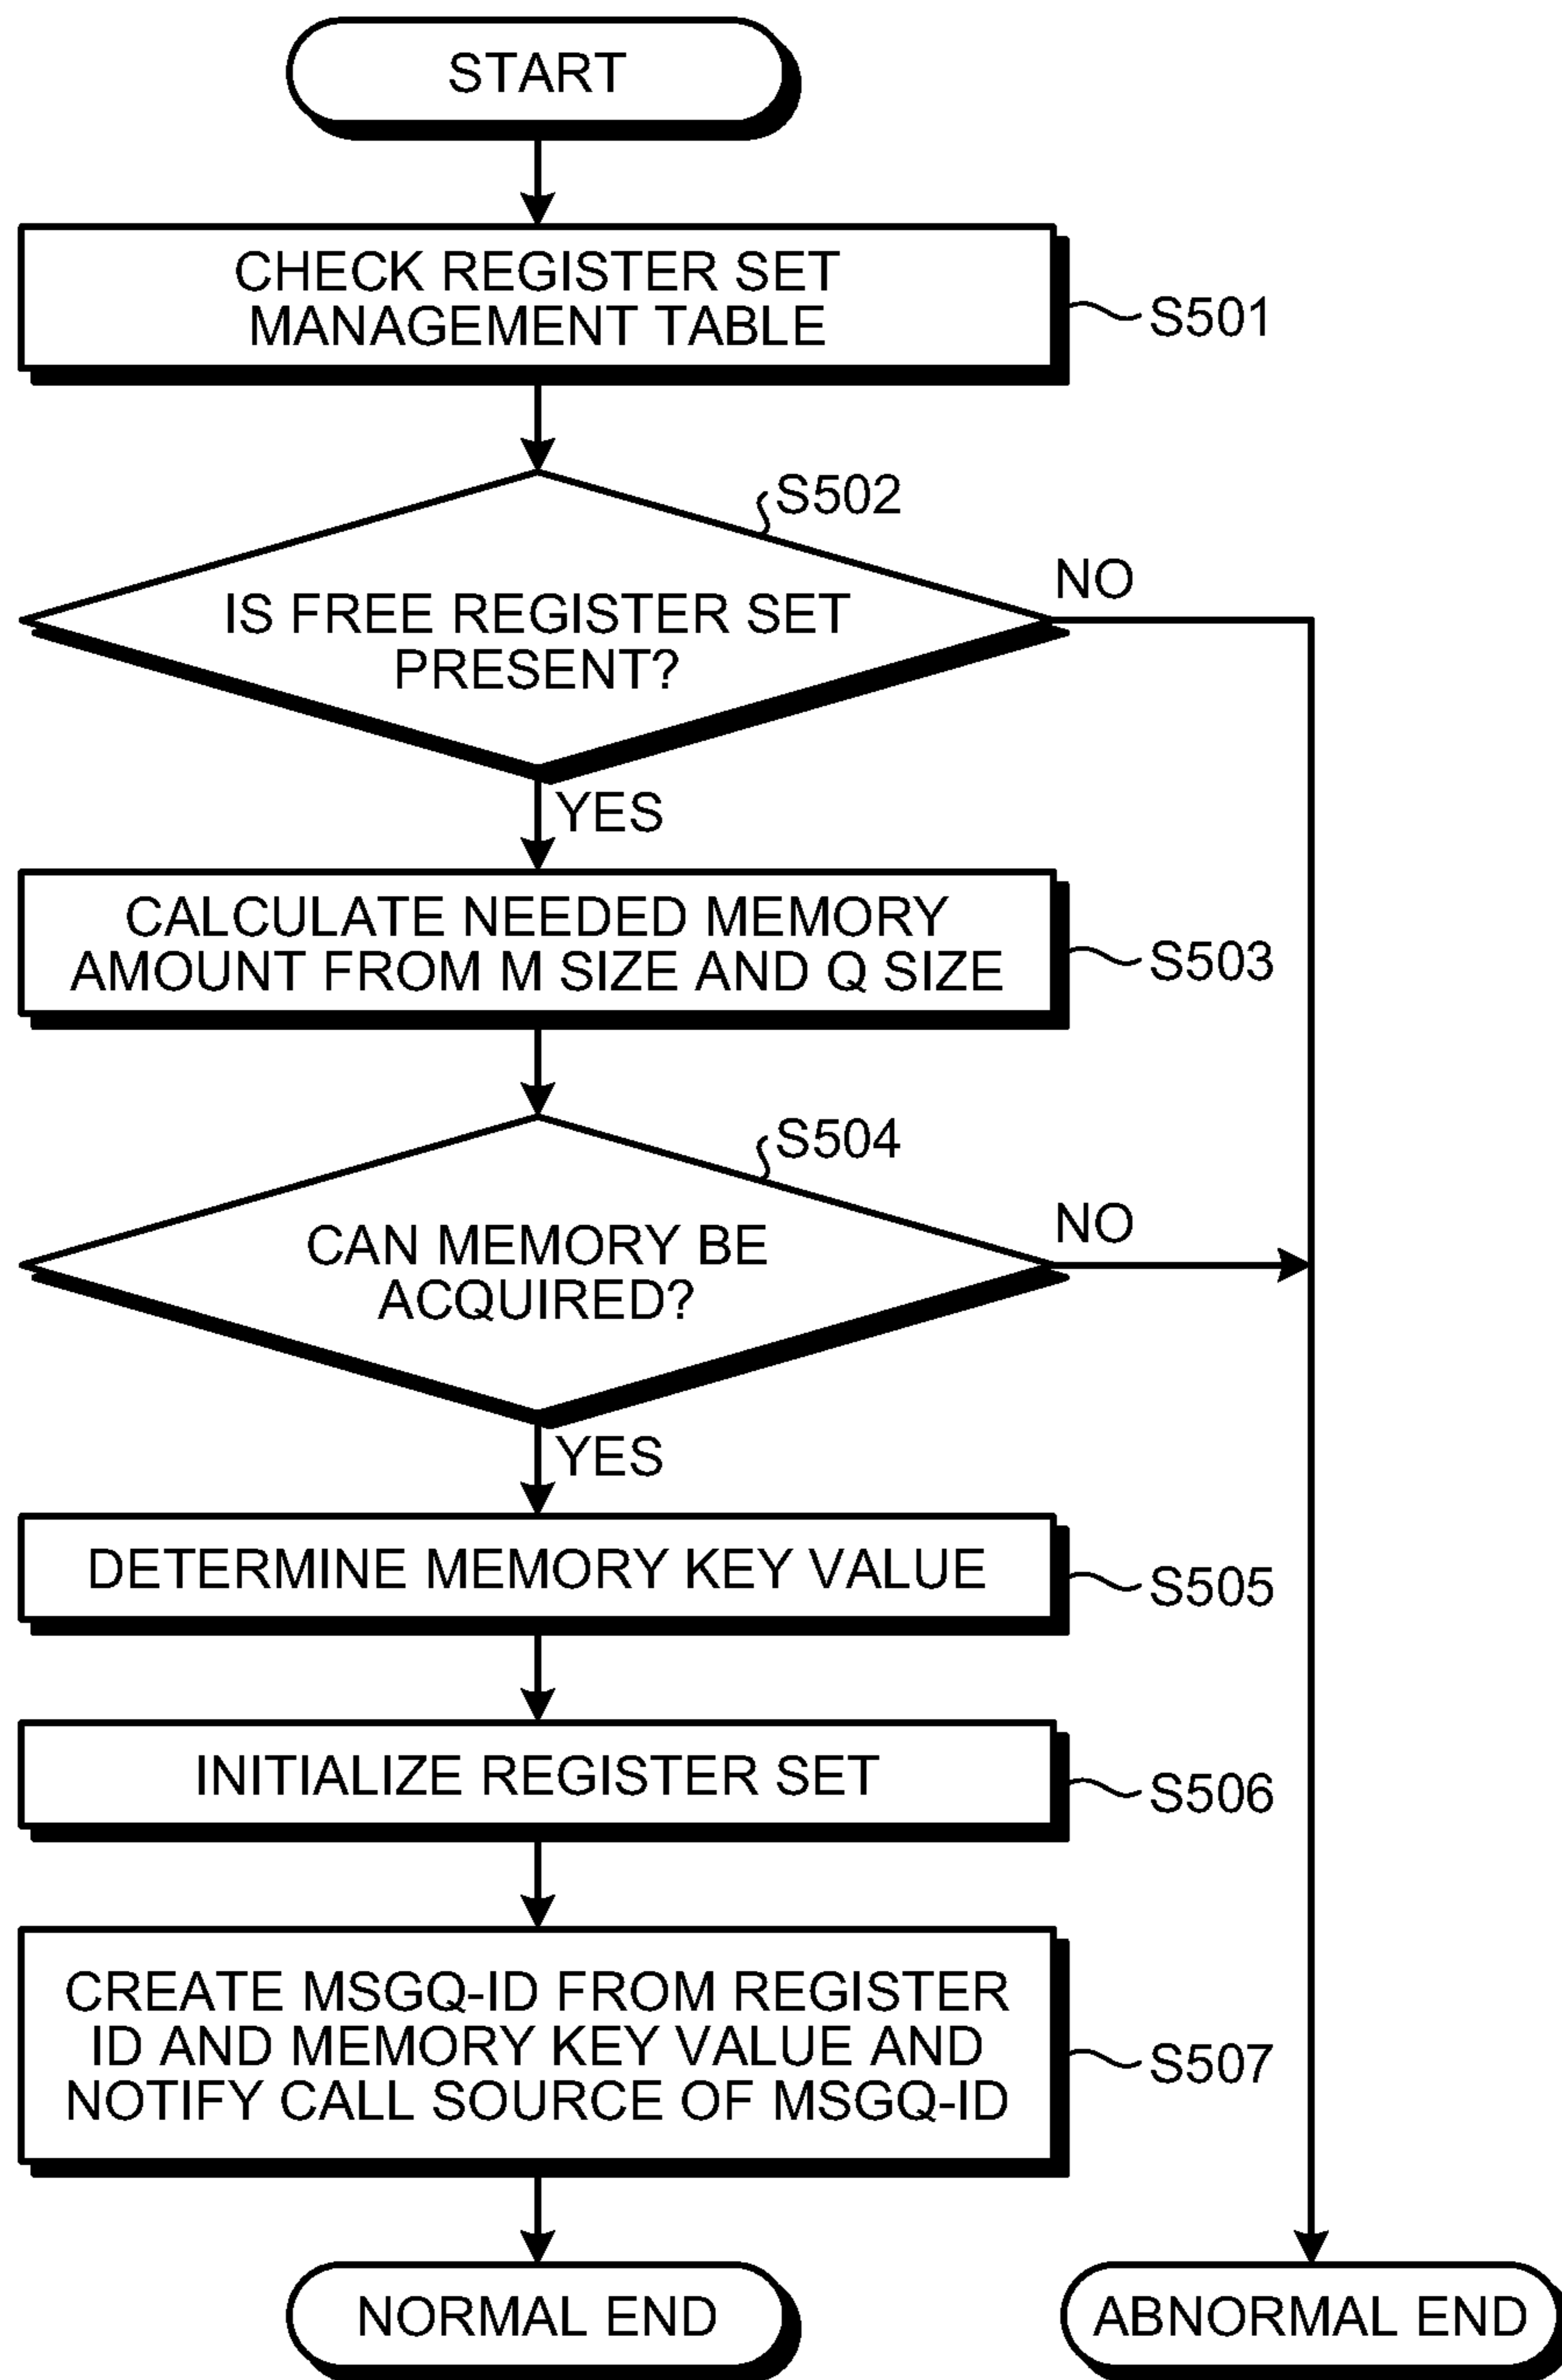 START
CHECK REGISTER SET
MANAGEMENT TABLE
S501
S502
IS FREE REGISTER SET
PRESENT?
NO
YES
CALCULATE NEEDED MEMORY
AMOUNT FROM M SIZE AND Q SIZE
S503
S504
CAN MEMORY BE
ACQUIRED?
NO
YES
DETERMINE MEMORY KEY VALUE
S505
INITIALIZE REGISTER SET
S506
CREATE MSGQ-ID FROM REGISTER
ID AND MEMORY KEY VALUE AND
NOTIFY CALL SOURCE OF MSGQ-ID
S507
NORMAL END
ABNORMAL END